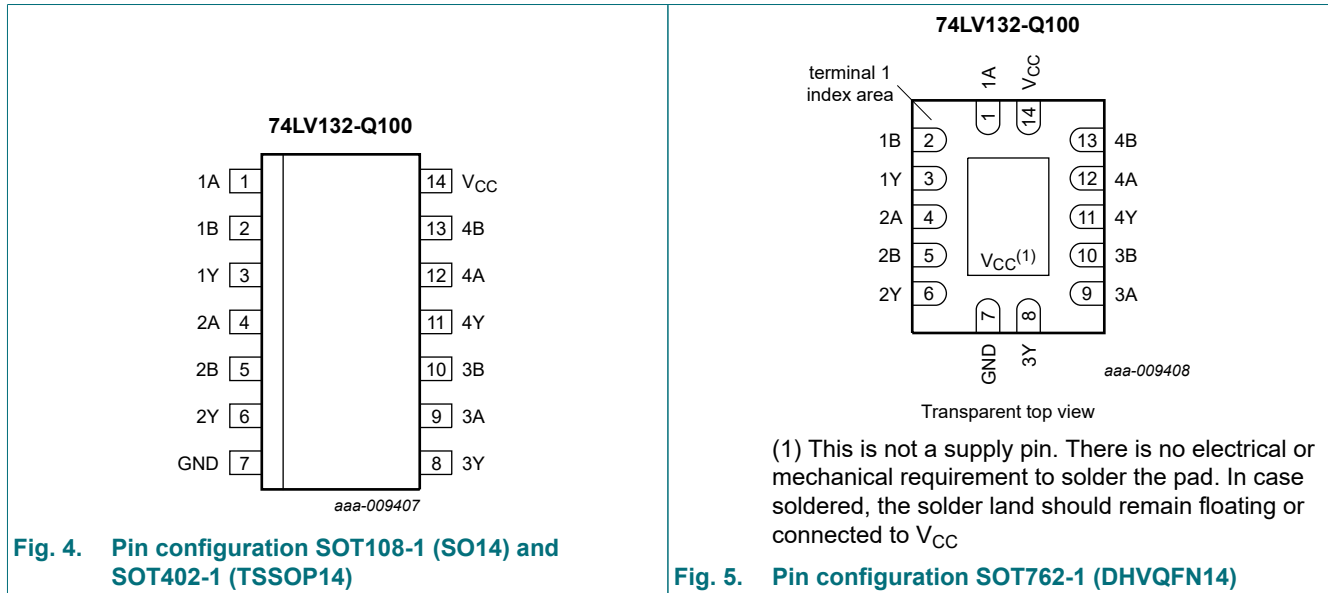 74LV132-Q100
1A 1 14 VCC
1B 2 13 4B
1Y 3 12 4A
2A 4 11 4Y
2B 5 10 3B
2Y 6 9 3A
GND 7 8 3Y
aaa-009407
Fig. 4. Pin configuration SOT108-1 (SO14) and
SOT402-1 (TSSOP14)
74LV132-Q100
terminal 1
index area
1A VCC
1 14
1B 2 13 4B
1Y 3 12 4A
2A 4 11 4Y
2B 5 10 3B
VCC(1)
2Y 6 9 3A
7 8
GND 3Y
aaa-009408
Transparent top view
(1) This is not a supply pin. There is no electrical or
mechanical requirement to solder the pad. In case
soldered, the solder land should remain floating or
connected to VCC
Fig. 5. Pin configuration SOT762-1 (DHVQFN14)